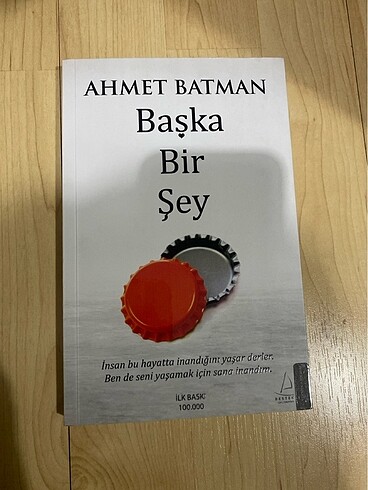 AHMET BATMAN
Başka
Bir
Şey
İnsan bu hayatta inandığını yaşar derler.
Ben de seni yaşamak için sana inandım.
İLK BASKI
100.000